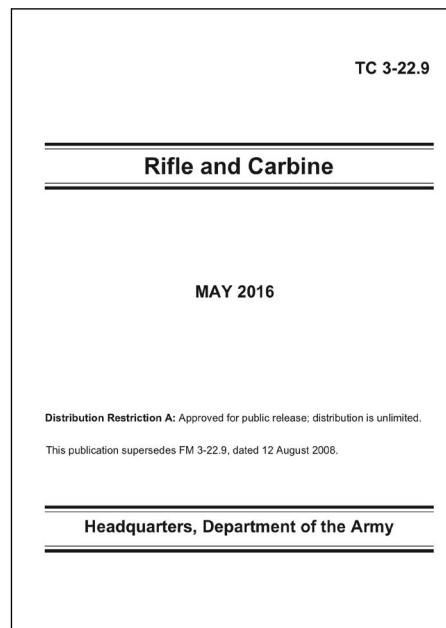 TC 3-22.9
Rifle and Carbine
MAY 2016
Distribution Restriction A: Approved for public release; distribution is unlimited.
This publication supersedes FM 3-22.9, dated 12 August 2008.
Headquarters, Department of the Army